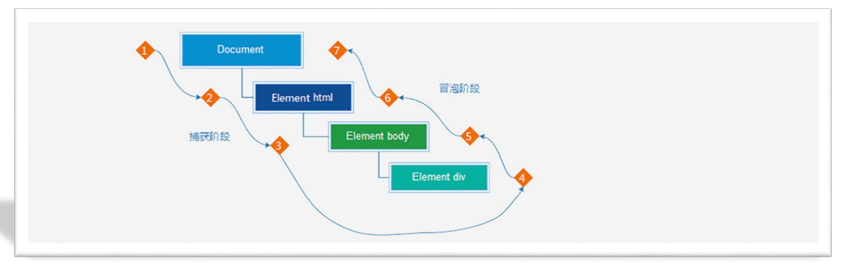 1
Document
7
2
Element html
6
冒泡阶段
捕获阶段
3
Element body
5
Element div
4